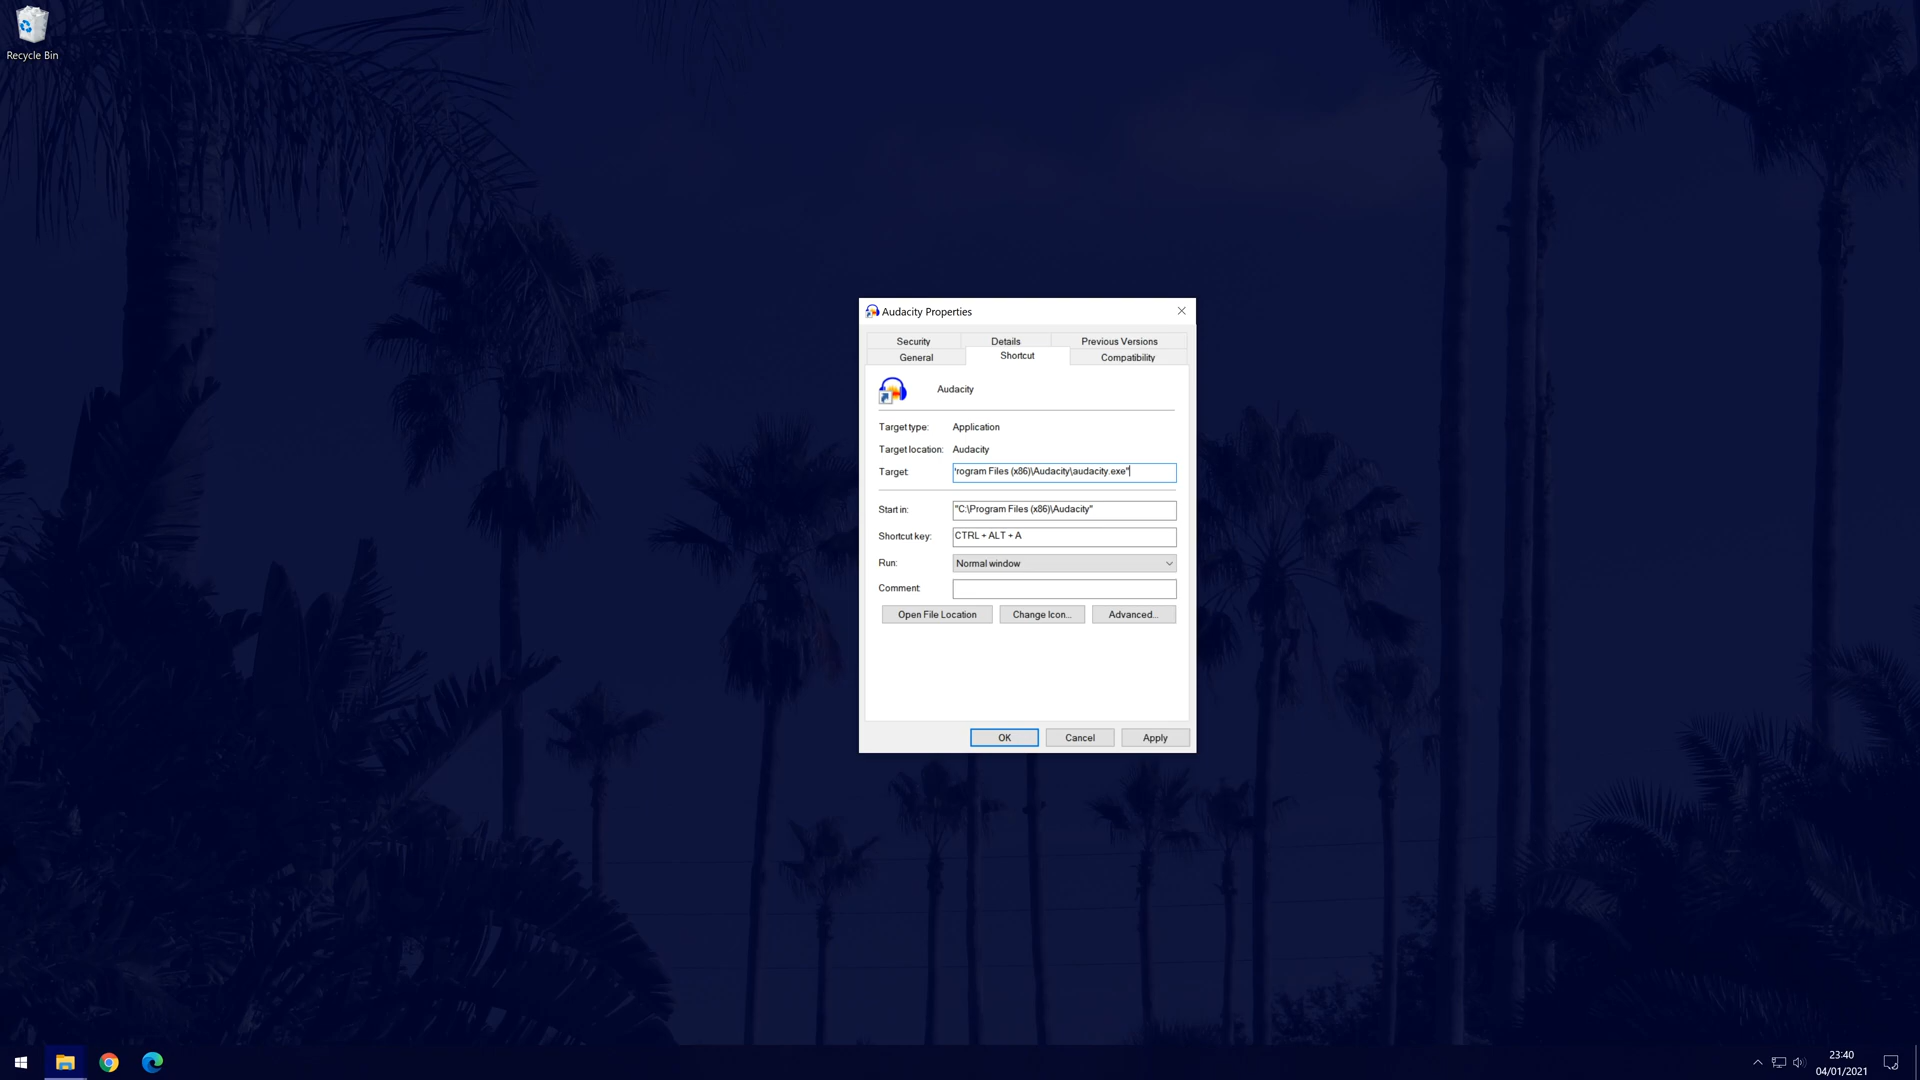 Recycle Bin
Audacity Properties
Security Details Previous Versions
General Shortcut Compatibility
Audacity
Target type: Application
Target location: Audacity
Target: rogram Files (x86)\Audacity\audacity.exe"
Start in: "C:\Program Files (x86)\Audacity"
Shortcut key: CTRL + ALT + A
Run: Normal window
Comment:
Open File Location Change Icon... Advanced...
OK Cancel Apply
23:40
04/01/2021